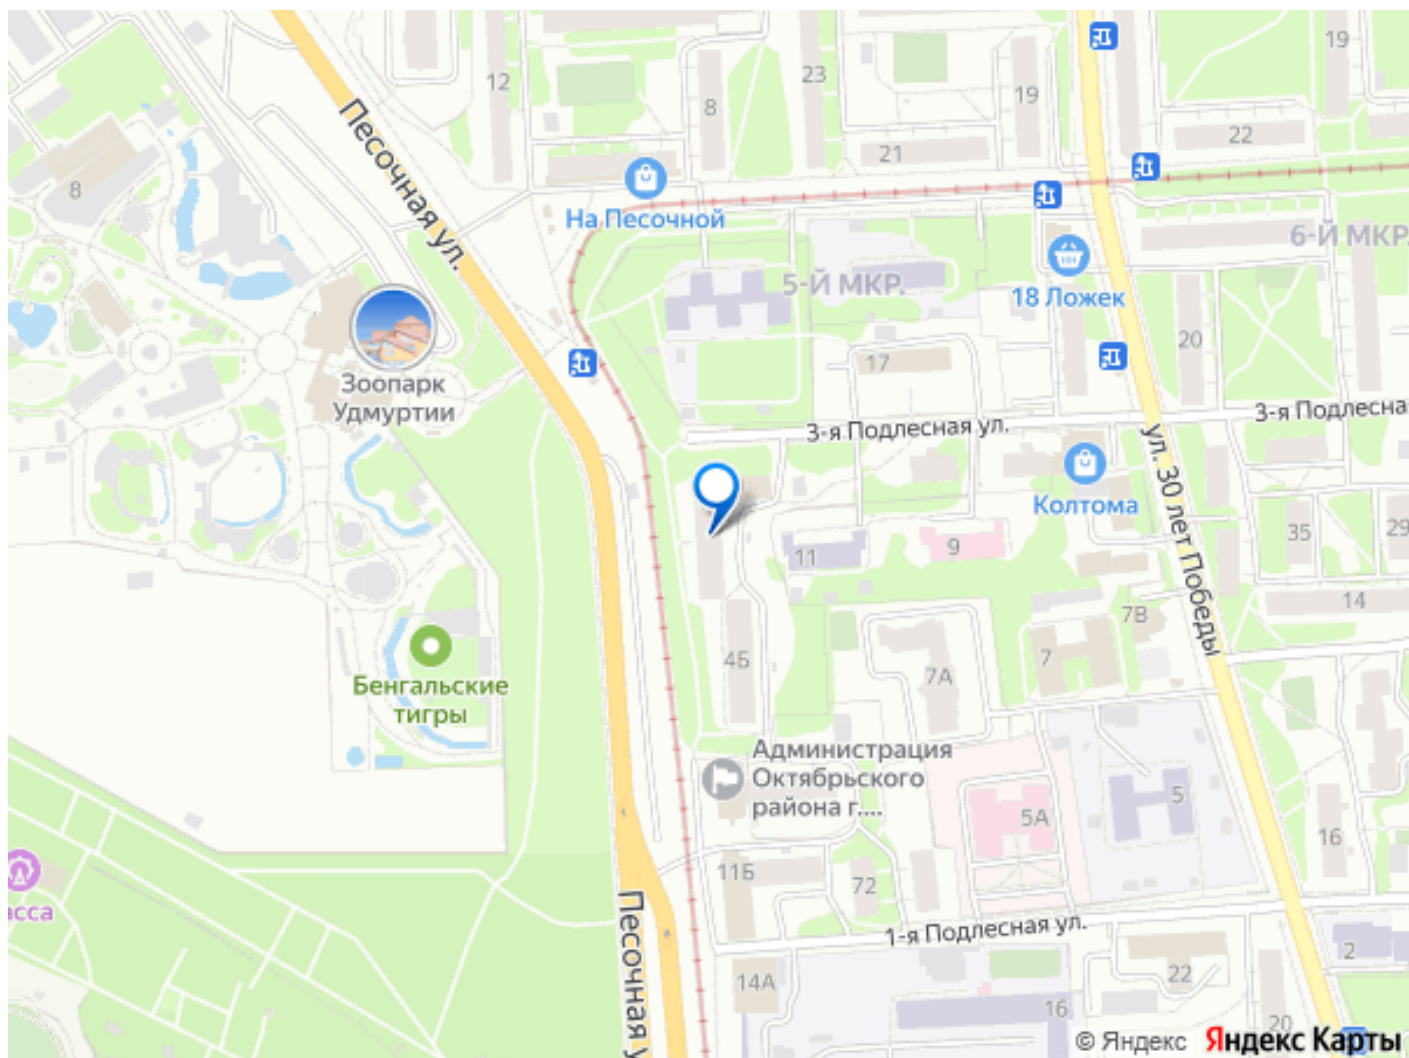 12
8
23
19
19
22
21
Песочная ул.
8
На Песочной
5-Й МКР.
6-Й МКР.
18 Ложек
20
17
Зоопарк
Удмуртии
3-я Подлесная ул.
3-я Подлесна
ул. 30 лет Победы
Колтома
35
29
11
9
14
7В
7
7А
4Б
Бенгальские
тигры
Администрация
Октябрьского
района г....
5
5А
16
11Б
72
асса
Песочная у
1-я Подлесная ул.
2
22
14А
16
20
© Яндекс Яндекс Карты